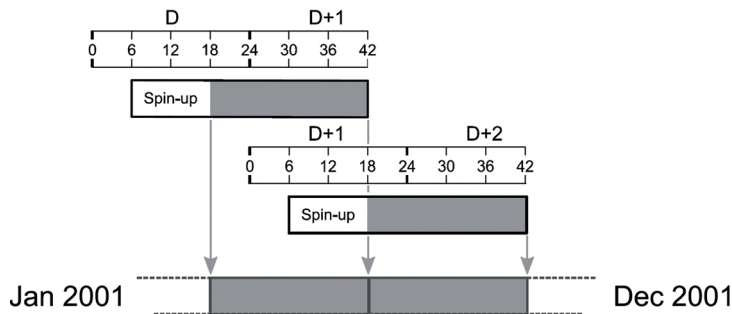 D D+1
0 6 12 18 24 30 36 42
Spin-up
D+1 D+2
0 6 12 18 24 30 36 42
Spin-up
Jan 2001 Dec 2001